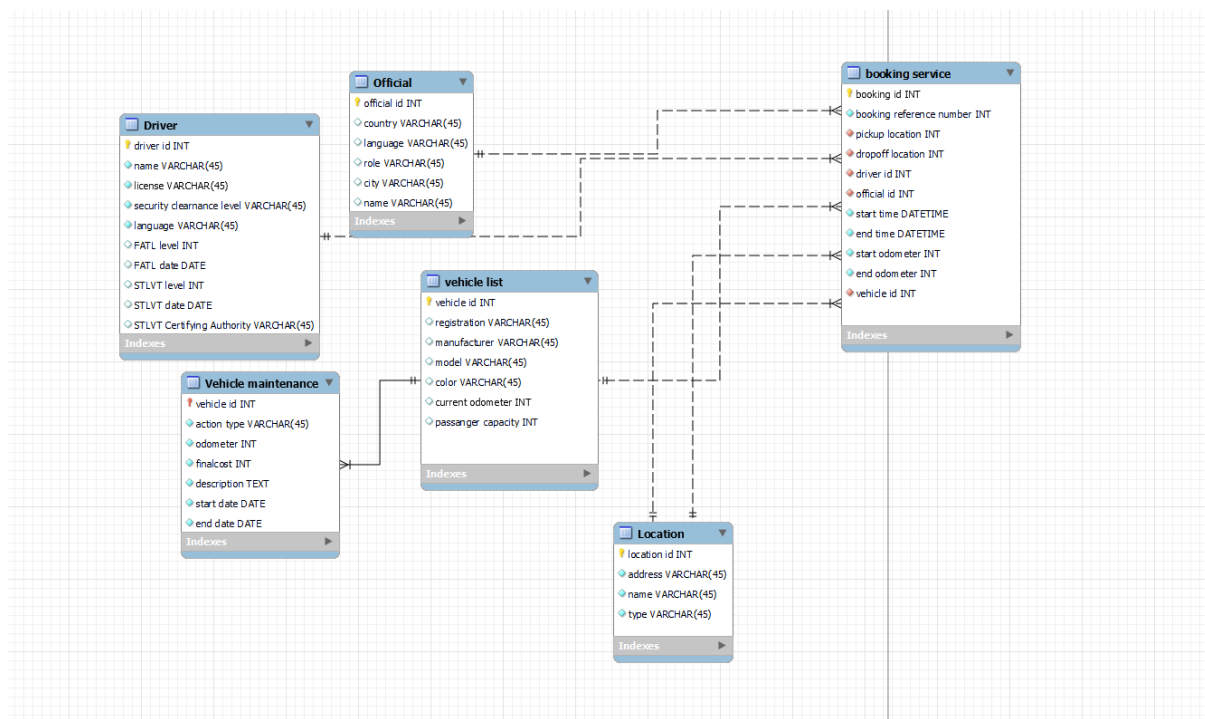 Official
official id INT
country VARCHAR(45)
language VARCHAR(45)
role VARCHAR(45)
city VARCHAR(45)
name VARCHAR(45)
Indexes
booking service
booking id INT
booking reference number INT
pickup location INT
dropoff location INT
driver id INT
official id INT
start time DATETIME
end time DATETIME
start odometer INT
end odometer INT
vehicle id INT
Indexes
Driver
driver id INT
name VARCHAR(45)
license VARCHAR(45)
security clearnance level VARCHAR(45)
language VARCHAR(45)
FATL level INT
FATL date DATE
STLVT level INT
STLVT date DATE
STLVT Certifying Authority VARCHAR(45)
Indexes
vehicle list
vehicle id INT
registration VARCHAR(45)
manufacturer VARCHAR(45)
model VARCHAR(45)
color VARCHAR(45)
current odometer INT
passanger capacity INT
Indexes
Vehicle maintenance
vehicle id INT
action type VARCHAR(45)
odometer INT
finalcost INT
description TEXT
start date DATE
end date DATE
Indexes
Location
location id INT
address VARCHAR(45)
name VARCHAR(45)
type VARCHAR(45)
Indexes